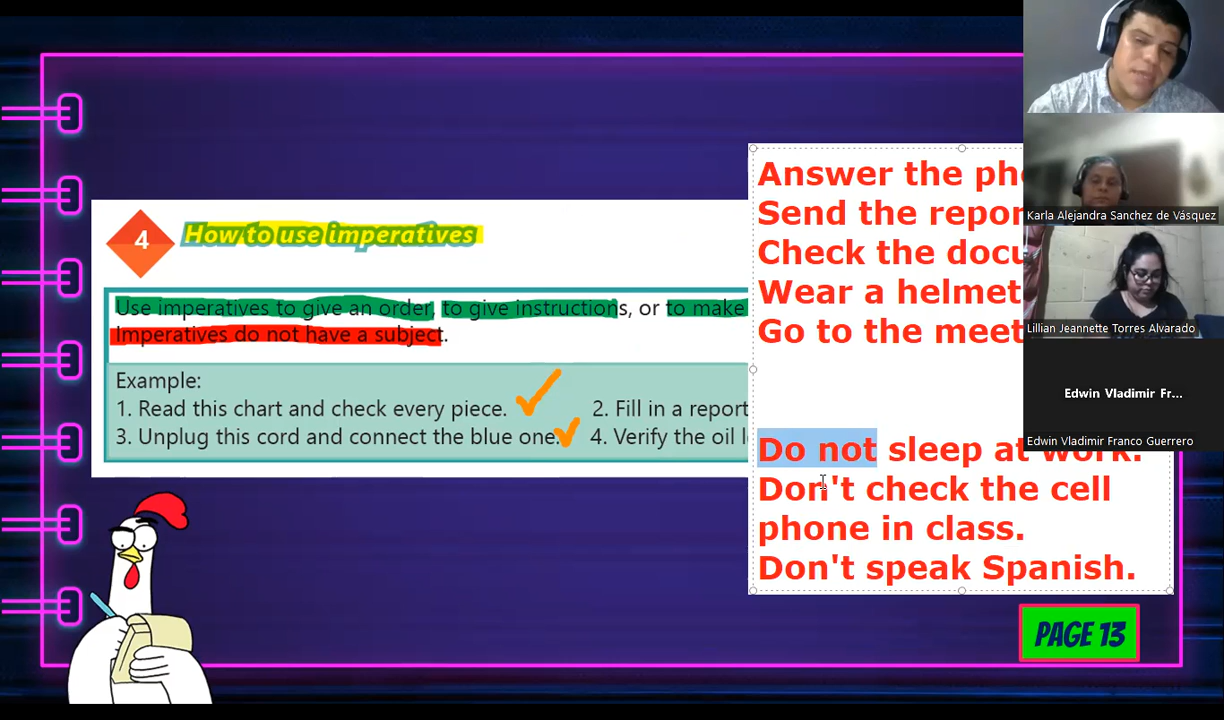 4
How to use imperatives
Use imperatives to give an order, to give instructions, or to make
Imperatives do not have a subject.
Example:
1. Read this chart and check every piece. 2. Fill in a report
3. Unplug this cord and connect the blue one. 4. Verify the oil
Answer the
Send the
Check the
Wear a helmet
Go to the
Do not sleep at work.
Don't check the cell
phone in class.
Don't speak Spanish.
PAGE 13
Karla Alejandra Sanchez de Vásquez
Lillian Jeannette Torres Alvarado
Edwin Vladimir Fr...
Edwin Vladimir Franco Guerrero